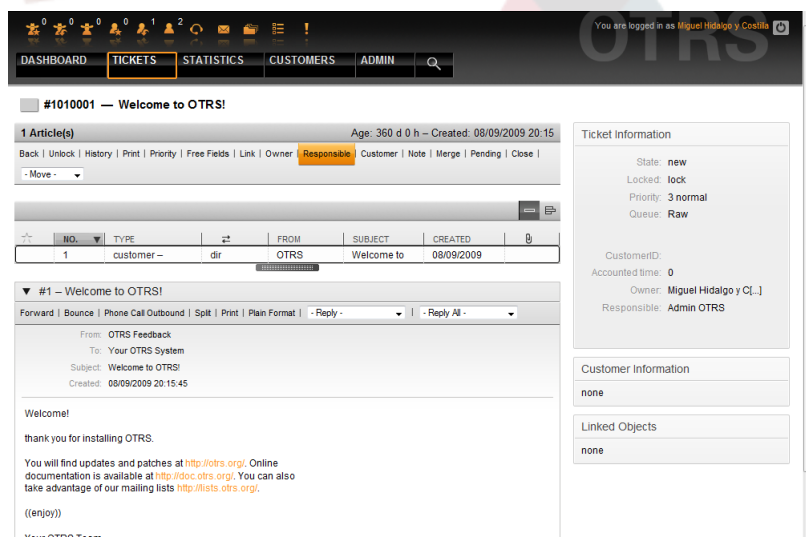 0 0 0 0 1 2
You are logged in as Miguel Hidalgo y Costilla
OTRS
DASHBOARD TICKETS STATISTICS CUSTOMERS ADMIN
#1010001 — Welcome to OTRS!
1 Article(s) Age: 360 d 0 h – Created: 08/09/2009 20:15
Back | Unlock | History | Print | Priority | Free Fields | Link | Owner | Responsible | Customer | Note | Merge | Pending | Close |
- Move -
NO. ▼ TYPE ⇄ FROM SUBJECT CREATED
1 customer – dir OTRS Welcome to 08/09/2009
▼ #1 – Welcome to OTRS!
Forward | Bounce | Phone Call Outbound | Split | Print | Plain Format | - Reply - | - Reply All -
From: OTRS Feedback
To: Your OTRS System
Subject: Welcome to OTRS!
Created: 08/09/2009 20:15:45
Welcome!
thank you for installing OTRS.
You will find updates and patches at http://otrs.org/. Online
documentation is available at http://doc.otrs.org/. You can also
take advantage of our mailing lists http://lists.otrs.org/.
((enjoy))
Your OTRS Team
Ticket Information
State: new
Locked: lock
Priority: 3 normal
Queue: Raw
CustomerID:
Accounted time: 0
Owner: Miguel Hidalgo y C[...]
Responsible: Admin OTRS
Customer Information
none
Linked Objects
none